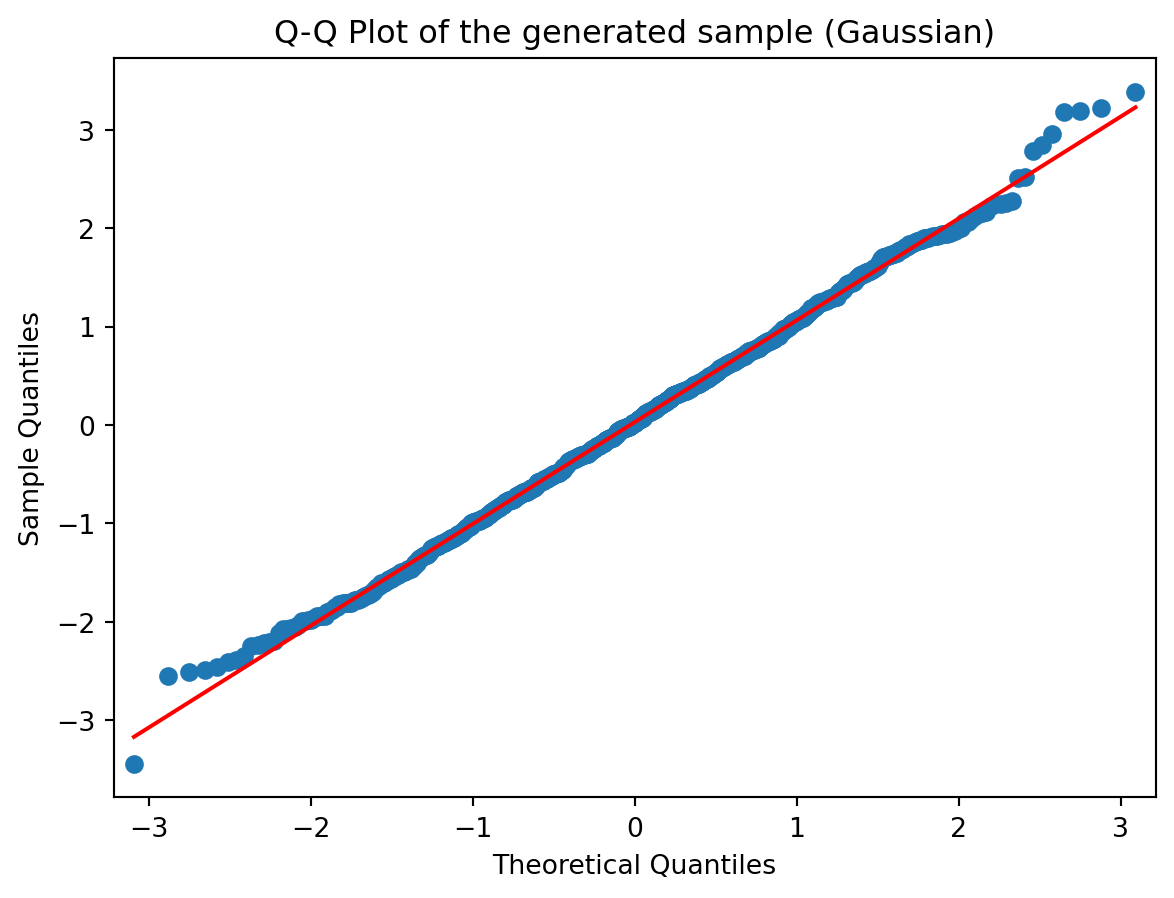 Q-Q Plot of the generated sample (Gaussian)
3
2
1
0
−1
−2
−3
Sample Quantiles
−3 −2 −1 0 1 2 3
Theoretical Quantiles